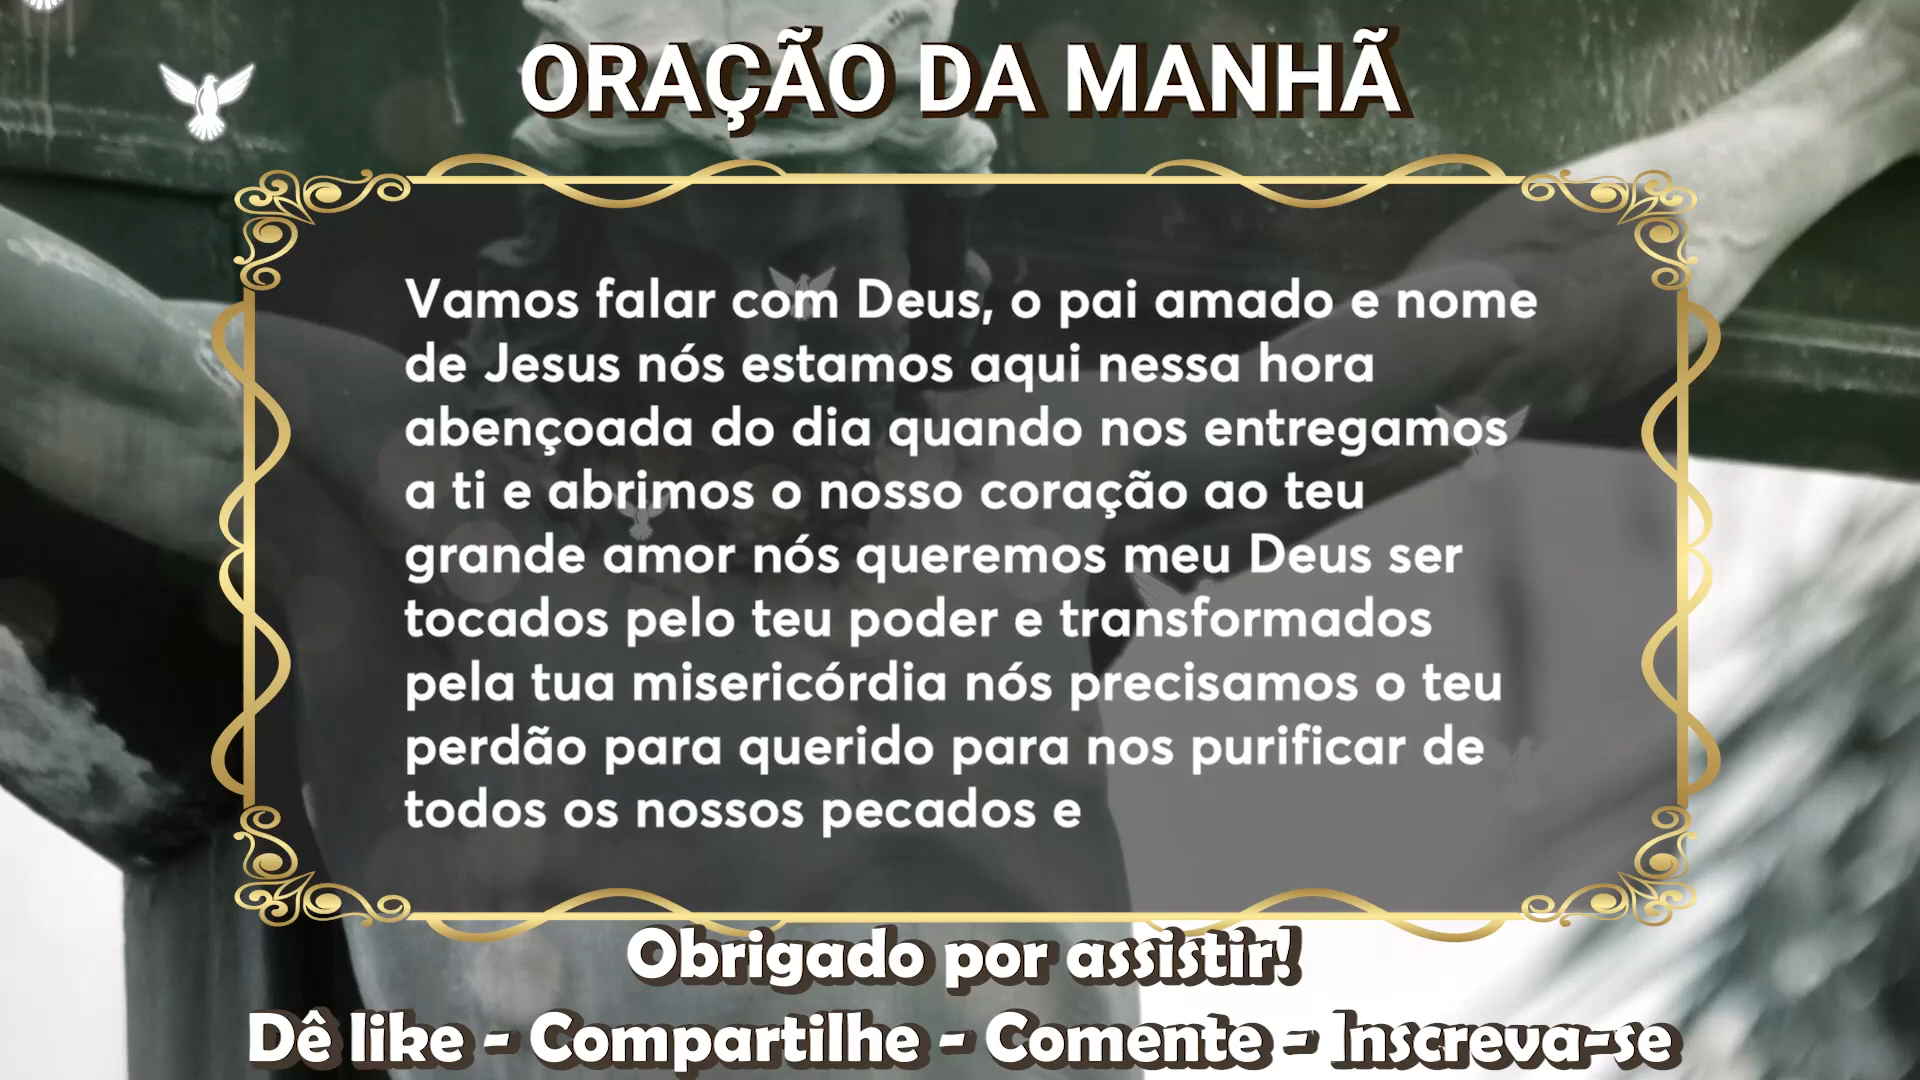 ORAÇÃO DA MANHÃ
Vamos falar com Deus, o pai amado e nome
de Jesus nós estamos aqui nessa hora
abençoada do dia quando nos entregamos
a ti e abrimos o nosso coração ao teu
grande amor nós queremos meu Deus ser
tocados pelo teu poder e transformados
pela tua misericórdia nós precisamos o teu
perdão para querido para nos purificar de
todos os nossos pecados e
Obrigado por assistir!
Dê like - Compartilhe - Comente - Inscreva-se